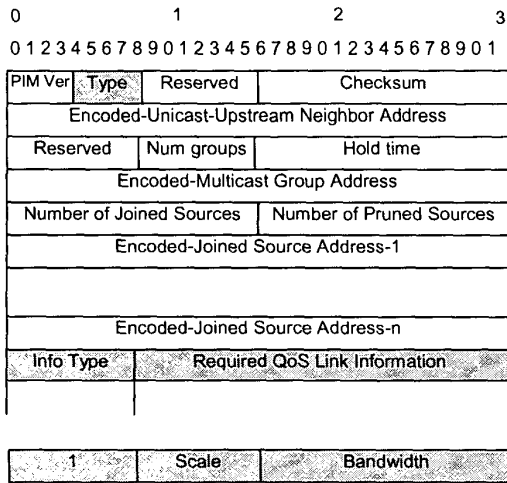 0 1 2 3
0 1 2 3 4 5 6 7 8 9 0 1 2 3 4 5 6 7 8 9 0 1 2 3 4 5 6 7 8 9 0 1
PIM Ver Type Reserved Checksum
Encoded-Unicast-Upstream Neighbor Address
Reserved Num groups Hold time
Encoded-Multicast Group Address
Number of Joined Sources Number of Pruned Sources
Encoded-Joined Source Address-1
Encoded-Joined Source Address-n
Info Type Required QoS Link Information
1 Scale Bandwidth